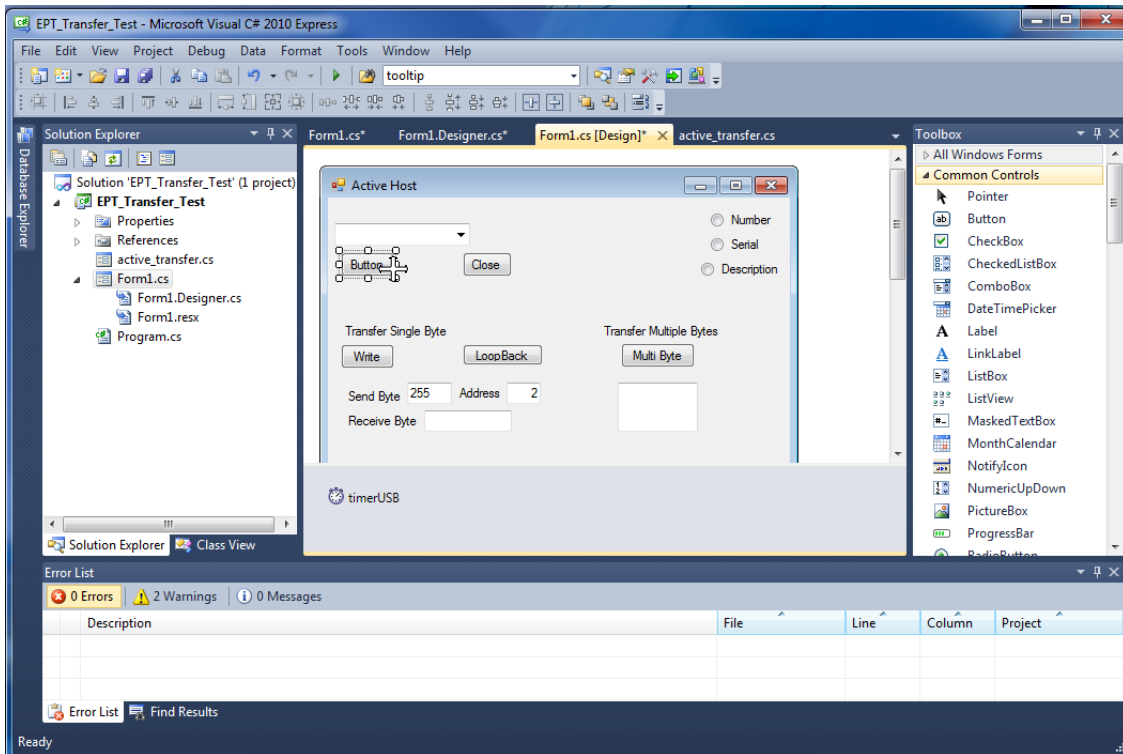 EPT_Transfer_Test - Microsoft Visual C# 2010 Express
File Edit View Project Debug Data Format Tools Window Help
tooltip
Database Explorer
Solution Explorer
Solution 'EPT_Transfer_Test' (1 project)
EPT_Transfer_Test
Properties
References
active_transfer.cs
Form1.cs
Form1.Designer.cs
Form1.resx
Program.cs
Solution Explorer Class View
Form1.cs* Form1.Designer.cs* Form1.cs [Design]* active_transfer.cs
Active Host
Number
Serial
Button Close
Description
Transfer Single Byte Transfer Multiple Bytes
Write LoopBack Multi Byte
Send Byte 255 Address 2
Receive Byte
timerUSB
Toolbox
All Windows Forms
Common Controls
Pointer
Button
CheckBox
CheckedListBox
ComboBox
DateTimePicker
Label
LinkLabel
ListBox
ListView
MaskedTextBox
MonthCalendar
NotifyIcon
NumericUpDown
PictureBox
ProgressBar
RadioButton
Error List
0 Errors 2 Warnings 0 Messages
Description File Line Column Project
Error List Find Results
Ready